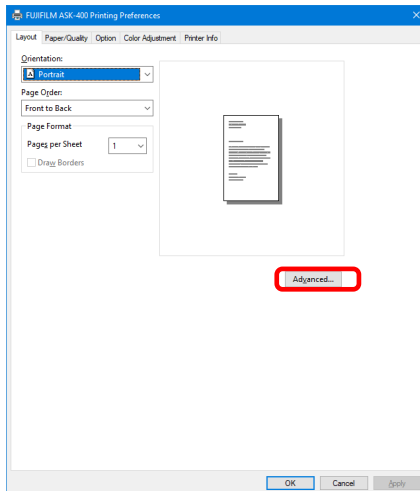 FUJIFILM ASK-400 Printing Preferences
Layout Paper/Quality Option Color Adjustment Printer Info
Orientation:
Portrait
Page Order:
Front to Back
Page Format
Pages per Sheet 1
Draw Borders
Advanced...
OK Cancel Apply